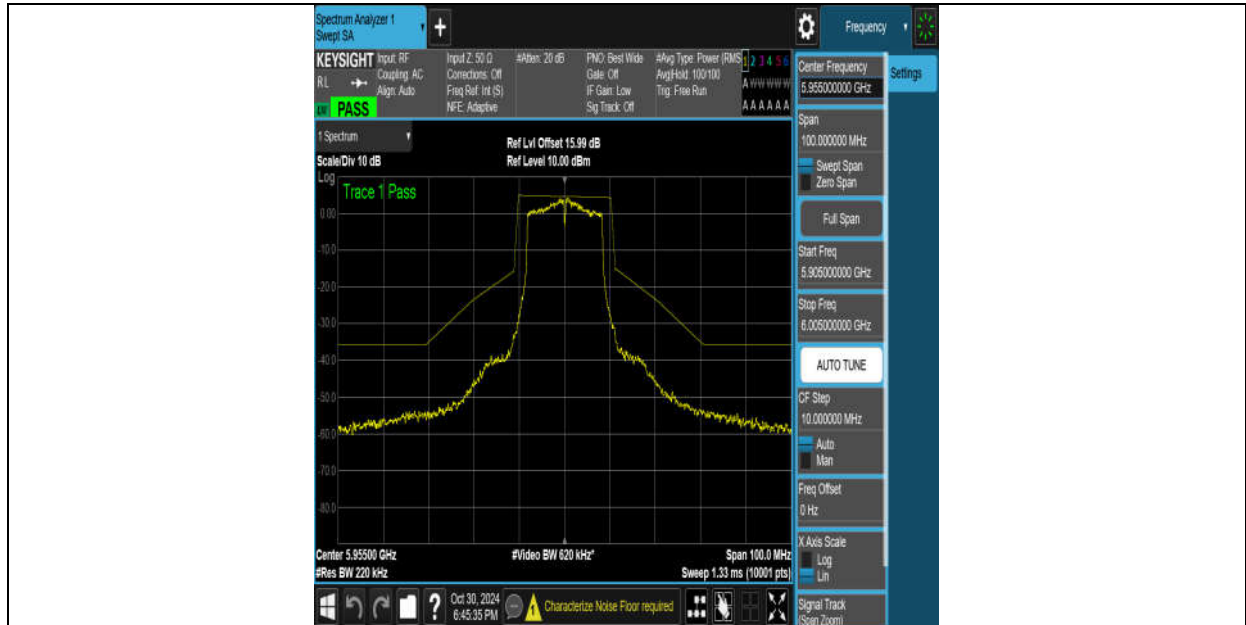 Spectrum Analyzer 1
Swept SA
+
Frequency
KEYSIGHT
RL
PASS
Input: RF
Coupling: AC
Align: Auto
Input Z: 50 Ω
Corrections: Off
Freq Ref: Int (S)
NFE: Adaptive
#Atten: 20 dB
PNO: Best Wide
Gate: Off
IF Gain: Low
Sig Track: Off
#Avg Type: Power (RMS
Avg|Hold: 100/100
Trig: Free Run
1 2 3 4 5 6
A W W W W W
A A A A A A
1 Spectrum
Scale/Div 10 dB
Log
Ref Lvl Offset 15.99 dB
Ref Level 10.00 dBm
Trace 1 Pass
0.00
-10.0
-20.0
-30.0
-40.0
-50.0
-60.0
-70.0
-80.0
Center 5.95500 GHz
#Res BW 220 kHz
#Video BW 620 kHz*
Span 100.0 MHz
Sweep 1.33 ms (10001 pts)
Center Frequency
5.955000000 GHz
Settings
Span
100.000000 MHz
Swept Span
Zero Span
Full Span
Start Freq
5.905000000 GHz
Stop Freq
6.005000000 GHz
AUTO TUNE
CF Step
10.000000 MHz
Auto
Man
Freq Offset
0 Hz
X Axis Scale
Log
Lin
Signal Track
(Span Zoom)
?
Oct 30, 2024
6:45:35 PM
Characterize Noise Floor required